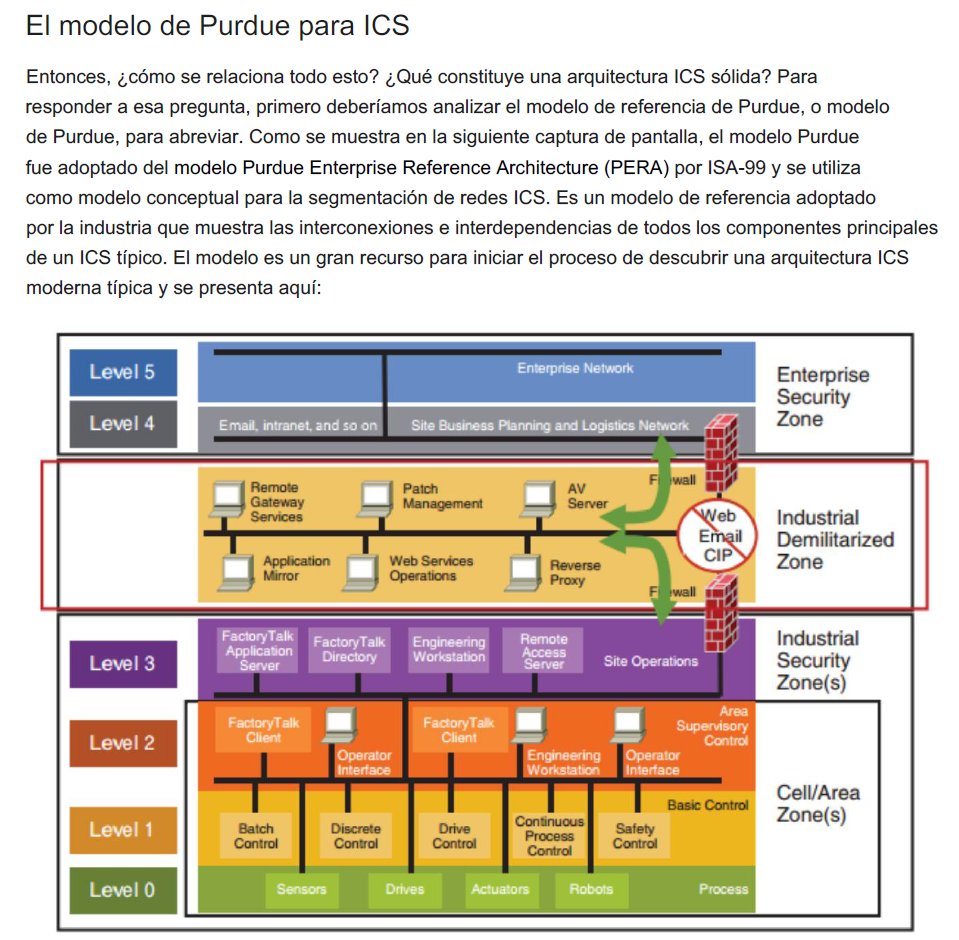 El modelo de Purdue para ICS
Entonces, ¿cómo se relaciona todo esto? ¿Qué constituye una arquitectura ICS sólida? Para
responder a esa pregunta, primero deberíamos analizar el modelo de referencia de Purdue, o modelo
de Purdue, para abreviar. Como se muestra en la siguiente captura de pantalla, el modelo Purdue
fue adoptado del modelo Purdue Enterprise Reference Architecture (PERA) por ISA-99 y se utiliza
como modelo conceptual para la segmentación de redes ICS. Es un modelo de referencia adoptado
por la industria que muestra las interconexiones e interdependencias de todos los componentes principales
de un ICS típico. El modelo es un gran recurso para iniciar el proceso de descubrir una arquitectura ICS
moderna típica y se presenta aquí:
Level 5
Enterprise Network
Enterprise
Security
Zone
Level 4
Email, intranet, and so on
Site Business Planning and Logistics Network
Firewall
Remote
Gateway
Services
Patch
Management
AV
Server
Web
Email
CIP
Industrial
Demilitarized
Zone
Application
Mirror
Web Services
Operations
Reverse
Proxy
Firewall
Level 3
FactoryTalk
Application
Server
FactoryTalk
Directory
Engineering
Workstation
Remote
Access
Server
Site Operations
Industrial
Security
Zone(s)
Level 2
FactoryTalk
Client
Operator
Interface
FactoryTalk
Client
Engineering
Workstation
Operator
Interface
Area
Supervisory
Control
Cell/Area
Zone(s)
Level 1
Basic Control
Batch
Control
Discrete
Control
Drive
Control
Continuous
Process
Control
Safety
Control
Level 0
Sensors
Drives
Actuators
Robots
Process